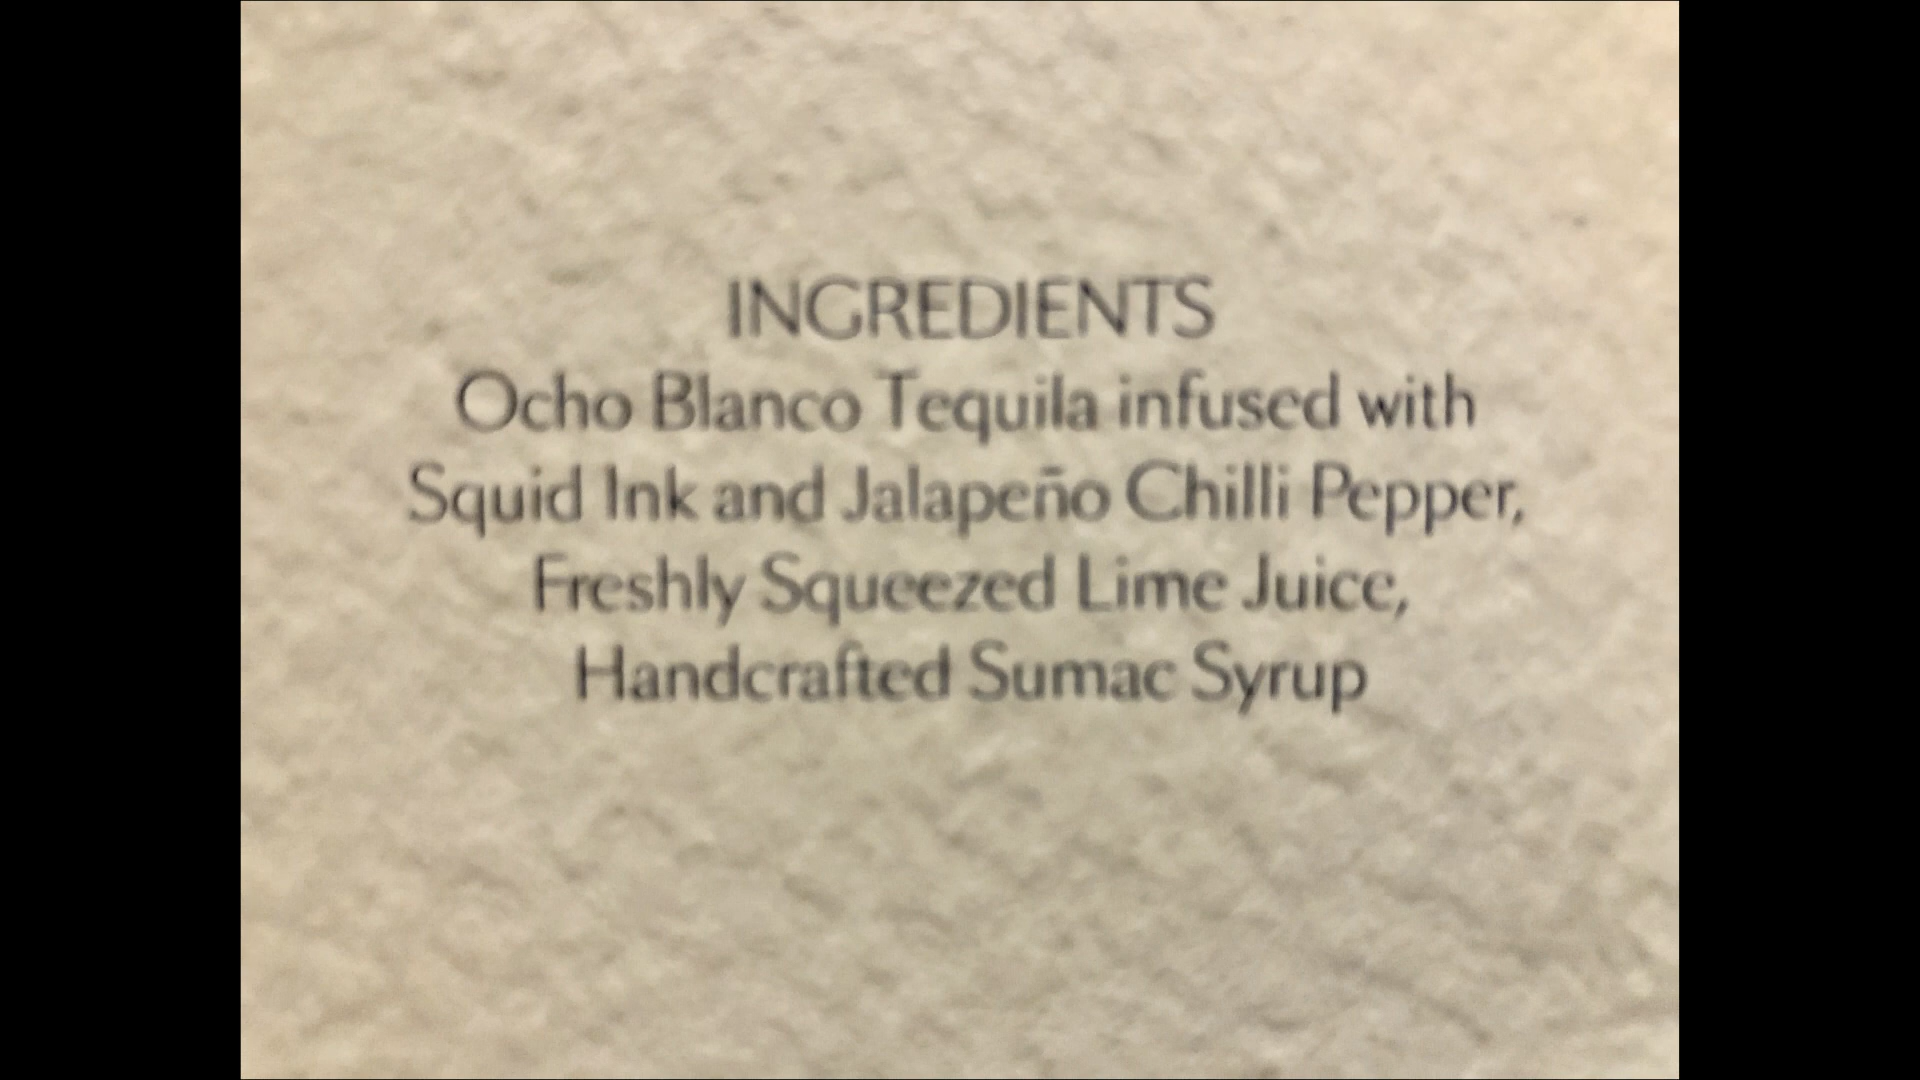 INGREDIENTS
Ocho Blanco Tequila infused with
Squid Ink and Jalapeño Chilli Pepper,
Freshly Squeezed Lime Juice,
Handcrafted Sumac Syrup